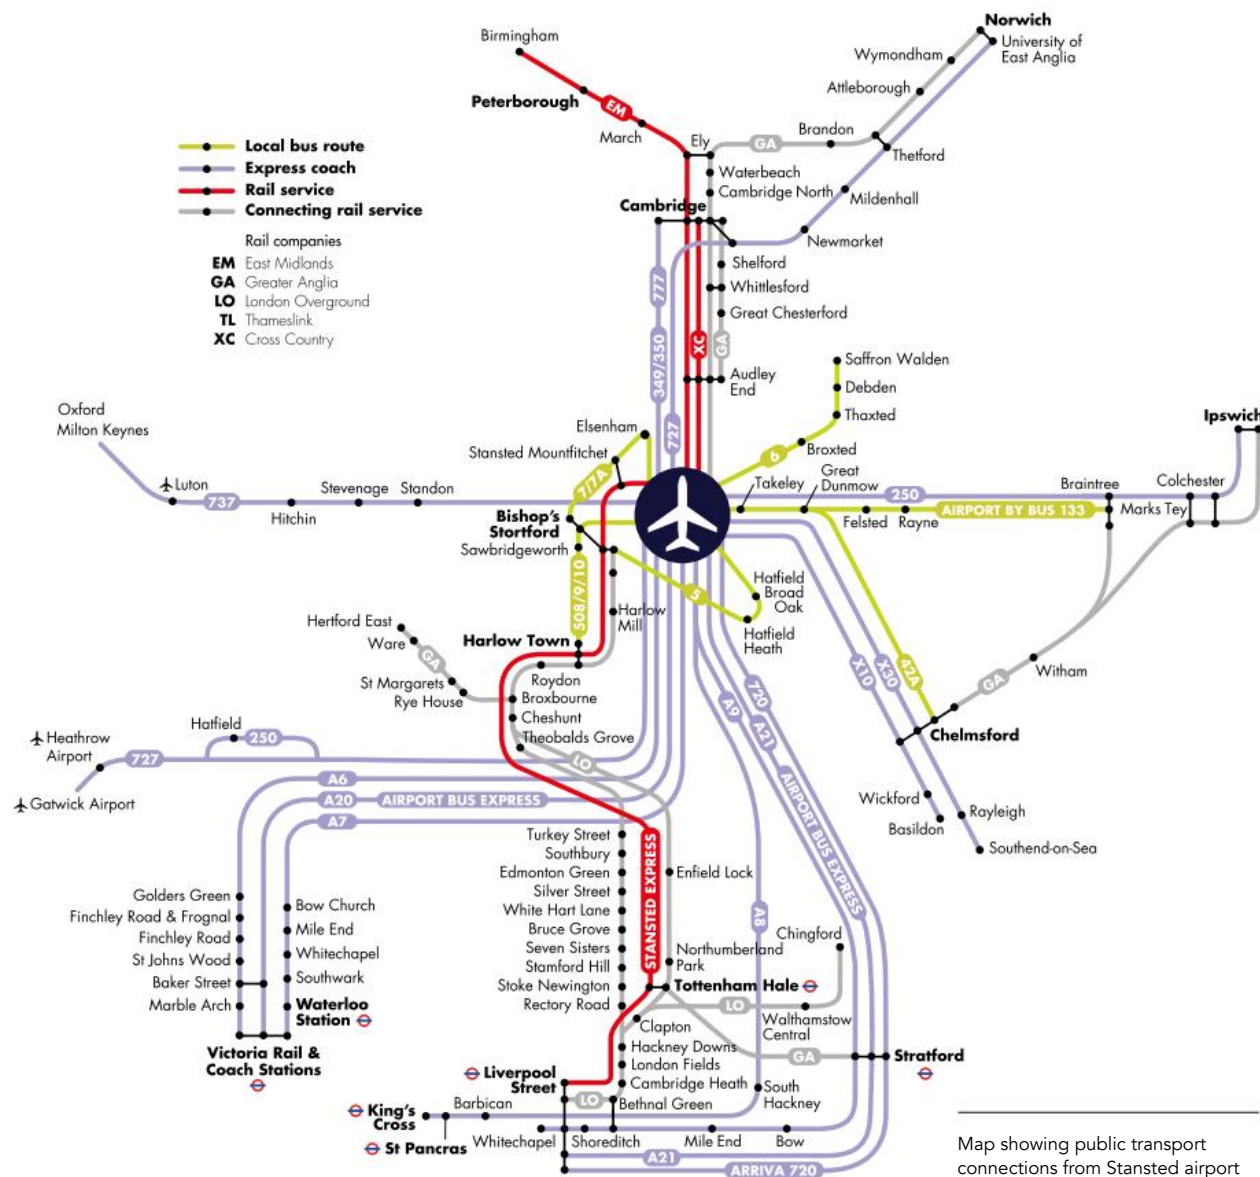 Birmingham
Peterborough
EM
March
Ely
GA
Brandon
Attleborough
Wymondham
Norwich
University of
East Anglia
Thetford
Mildenhall
Newmarket
Waterbeach
Cambridge North
Cambridge
Shelford
Whittlesford
Great Chesterford
Audley
End
777
349/350
727
XC
GA
Local bus route
Express coach
Rail service
Connecting rail service
Rail companies
EM East Midlands
GA Greater Anglia
LO London Overground
TL Thameslink
XC Cross Country
Oxford
Milton Keynes
Luton
737
Hitchin
Stevenage
Standon
Elsenham
Stansted Mountfitchet
7/7A
Bishop's
Stortford
Sawbridgeworth
508/9/10
Saffron Walden
Debden
Thaxted
Broxted
6
Takeley
Great
Dunmow
250
Felsted
Rayne
AIRPORT BY BUS 133
Braintree
Marks Tey
Colchester
Ipswich
5
Hatfield
Broad
Oak
Hatfield
Heath
Harlow
Mill
Harlow Town
Hertford East
Ware
GA
St Margarets
Rye House
Roydon
Broxbourne
Cheshunt
Theobalds Grove
LO
X10
X30
42A
GA
Witham
Chelmsford
Wickford
Basildon
Rayleigh
Southend-on-Sea
Heathrow
Airport
Gatwick Airport
727
Hatfield
250
A6
A20
AIRPORT BUS EXPRESS
A7
A9
720
A21
AIRPORT BUS EXPRESS
A8
Golders Green
Finchley Road & Frognal
Finchley Road
St Johns Wood
Baker Street
Marble Arch
Victoria Rail &
Coach Stations
Bow Church
Mile End
Whitechapel
Southwark
Waterloo
Station
Turkey Street
Southbury
Edmonton Green
Silver Street
White Hart Lane
Bruce Grove
Seven Sisters
Stamford Hill
Stoke Newington
Rectory Road
STANSTED EXPRESS
Enfield Lock
Northumberland
Park
Tottenham Hale
Chingford
LO
Walthamstow
Central
Clapton
Hackney Downs
London Fields
Cambridge Heath
GA
Stratford
Liverpool
Street
LO
Bethnal Green
South
Hackney
King's
Cross
St Pancras
Barbican
Whitechapel
Shoreditch
Mile End
Bow
A21
ARRIVA 720
Map showing public transport
connections from Stansted airport